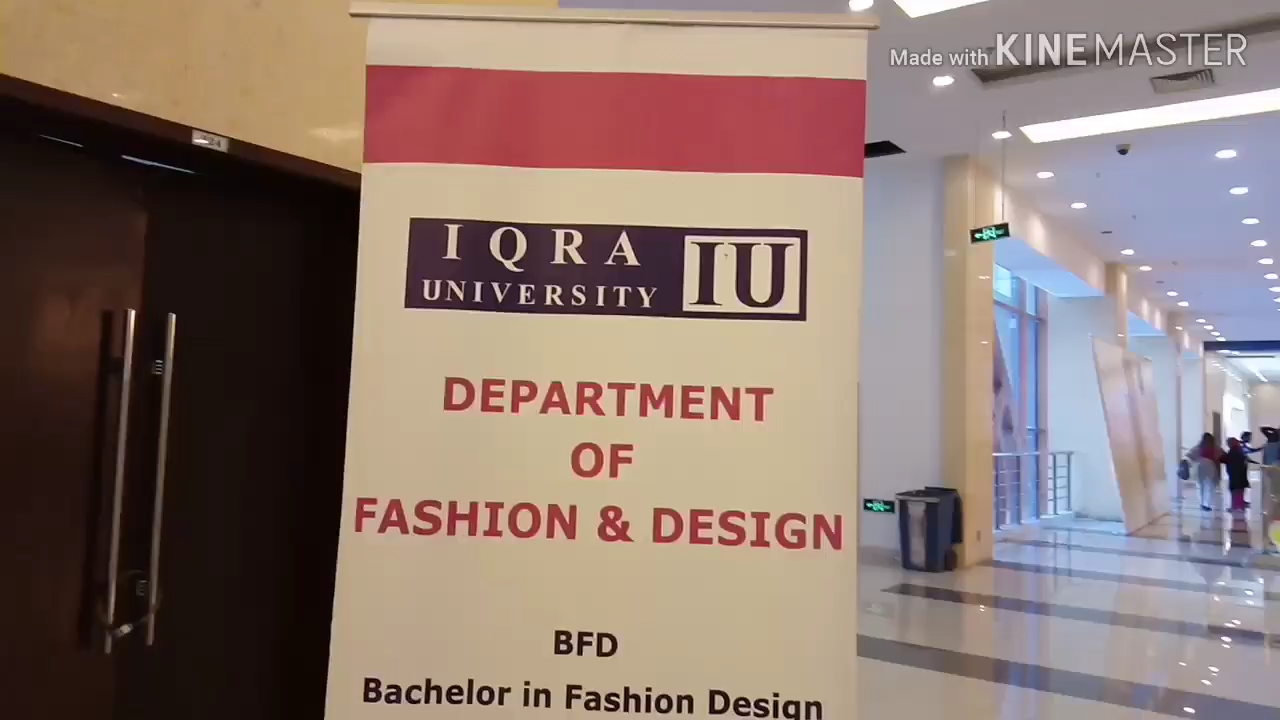 Made with KINEMASTER
IQRA
UNIVERSITY
IU
DEPARTMENT
OF
FASHION & DESIGN
BFD
Bachelor in Fashion Design